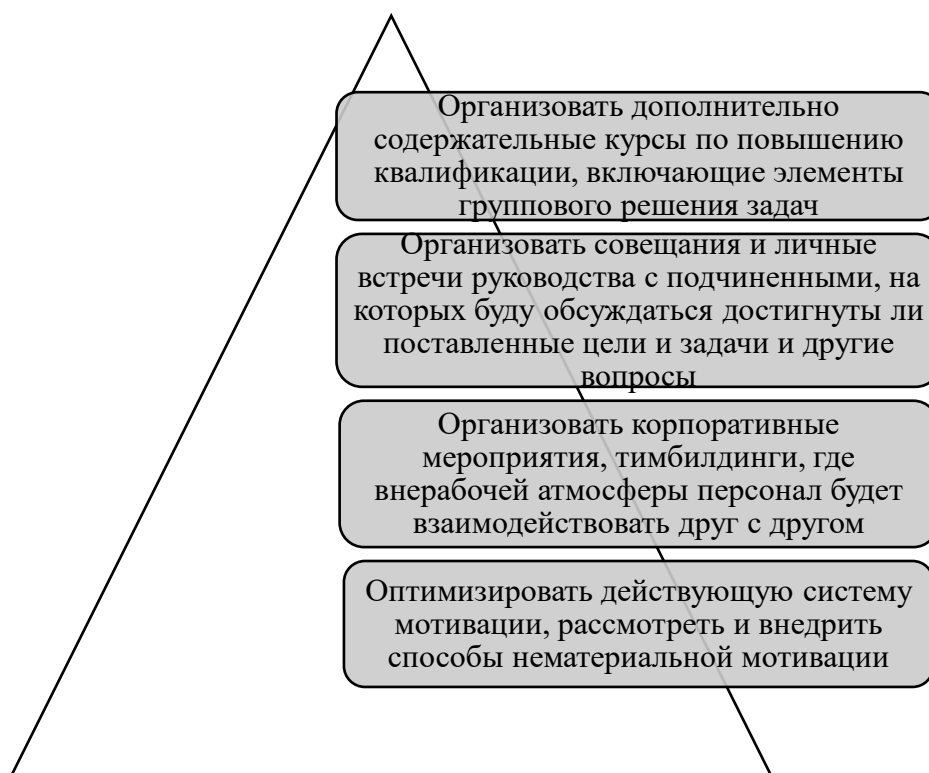 Организовать дополнительно
содержательные курсы по повышению
квалификации, включающие элементы
группового решения задач
Организовать совещания и личные
встречи руководства с подчиненными, на
которых буду обсуждаться достигнуты ли
поставленные цели и задачи и другие
вопросы
Организовать корпоративные
мероприятия, тимбилдинги, где
внерабочей атмосферы персонал будет
взаимодействовать друг с другом
Оптимизировать действующую систему
мотивации, рассмотреть и внедрить
способы нематериальной мотивации